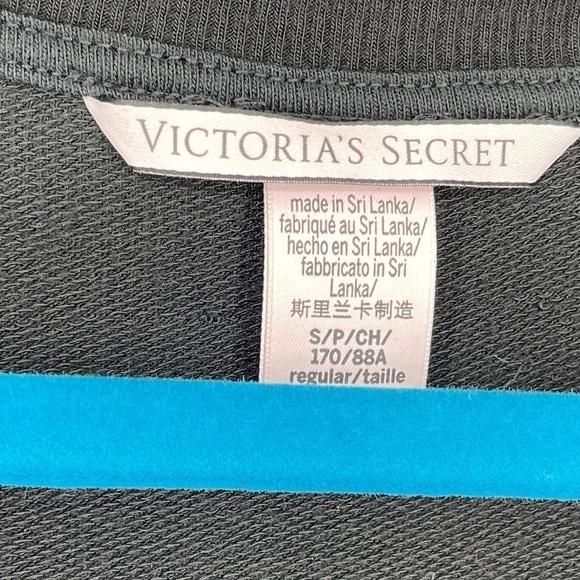 VICTORIA'S SECRET
made in Sri Lanka/
fabriqué au Sri Lanka/
hecho en Sri Lanka/
fabbricato in Sri
Lanka/
斯里兰卡制造
S/P/CH/
170/88A
regular/taille